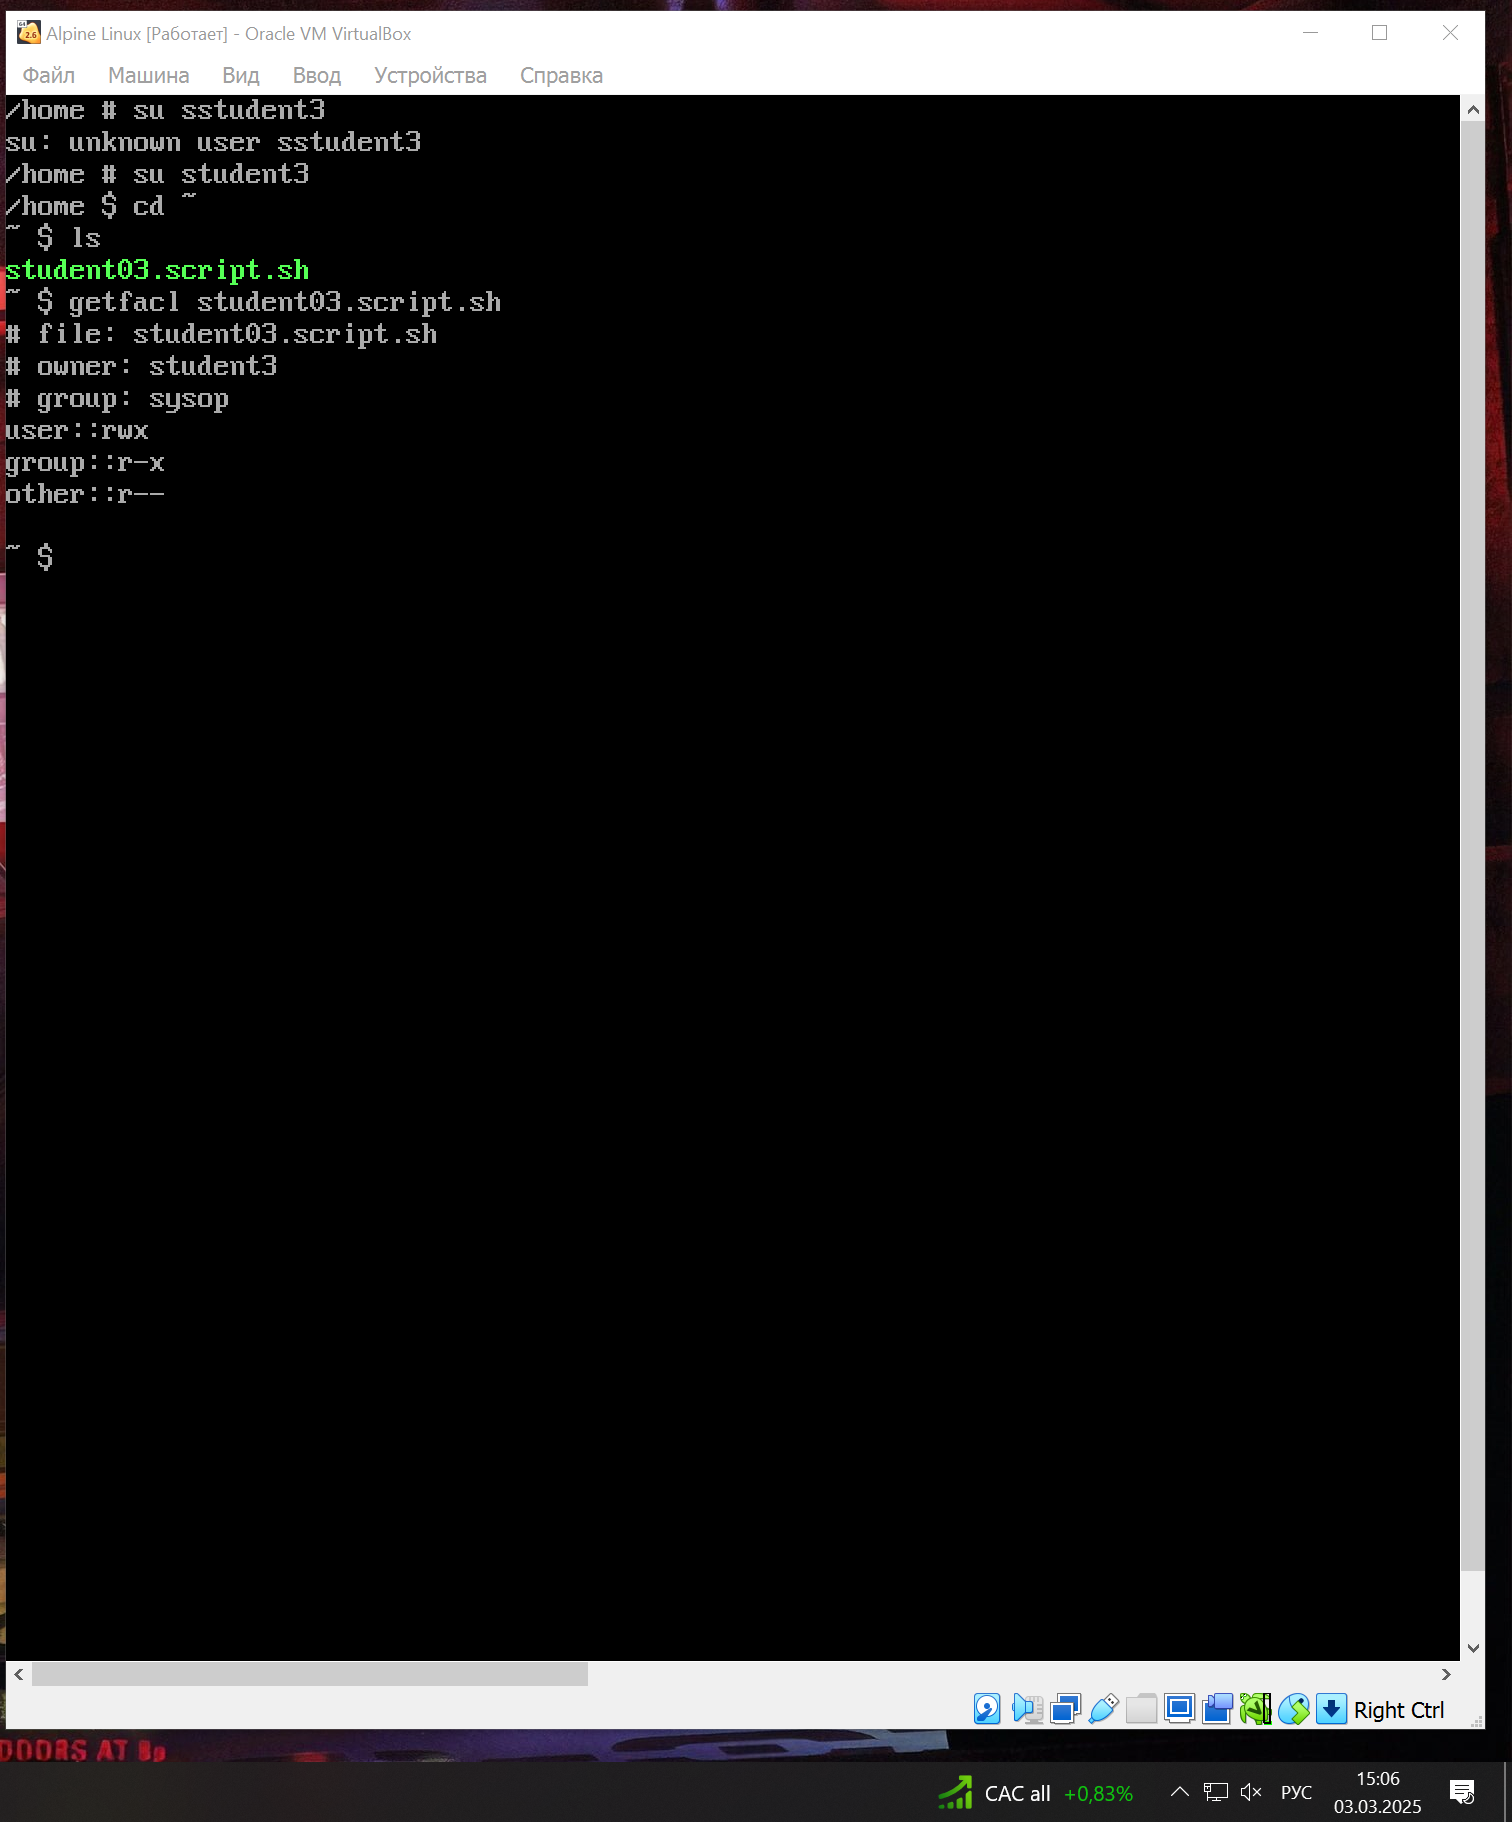 Alpine Linux [Работает] - Oracle VM VirtualBox
Файл Машина Вид Ввод Устройства Справка
/home # su sstudent3
su: unknown user sstudent3
/home # su student3
/home $ cd ~
~ $ ls
student03.script.sh
~ $ getfacl student03.script.sh
# file: student03.script.sh
# owner: student3
# group: sysop
user::rwx
group::r-x
other::r--
~ $
Right Ctrl
DOORS AT 8p
CAC all +0,83% РУС 15:06
03.03.2025